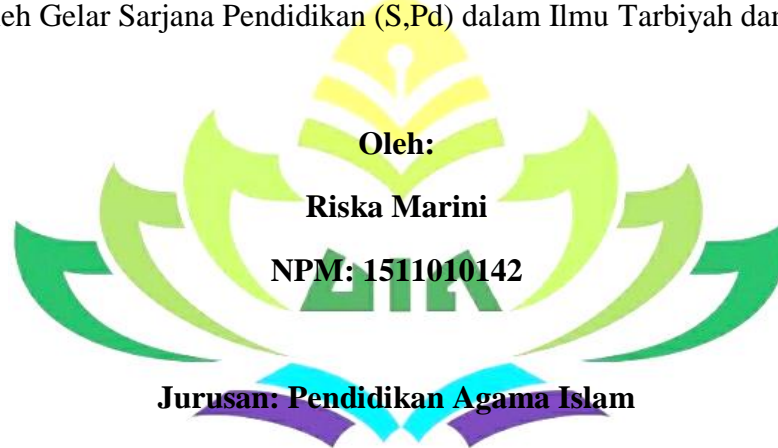 eh Gelar Sarjana Pendidikan (S,Pd) dalam Ilmu Tarbiyah dan
Oleh:
Riska Marini
NPM: 1511010142
Jurusan: Pendidikan Agama Islam